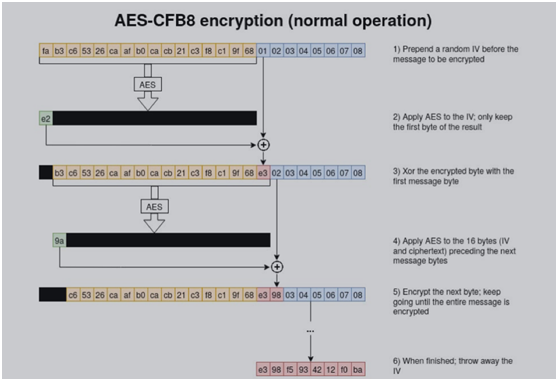 AES-CFB8 encryption (normal operation)
fa b3 c6 53 26 ca af b0 ca cb 21 c3 f8 c1 9f 68 01 02 03 04 05 06 07 08
1) Prepend a random IV before the
message to be encrypted
AES
e2
2) Apply AES to the IV; only keep
the first byte of the result
b3 c6 53 26 ca af b0 ca cb 21 c3 f8 c1 9f 68 e3 02 03 04 05 06 07 08
3) Xor the encrypted byte with the
first message byte
AES
9a
4) Apply AES to the 16 bytes (IV
and ciphertext) preceding the next
message bytes
c6 53 26 ca af b0 ca cb 21 c3 f8 c1 9f 68 e3 98 03 04 05 06 07 08
5) Encrypt the next byte; keep
going until the entire message is
encrypted
...
e3 98 f5 93 42 12 f0 ba
6) When finished; throw away the
IV